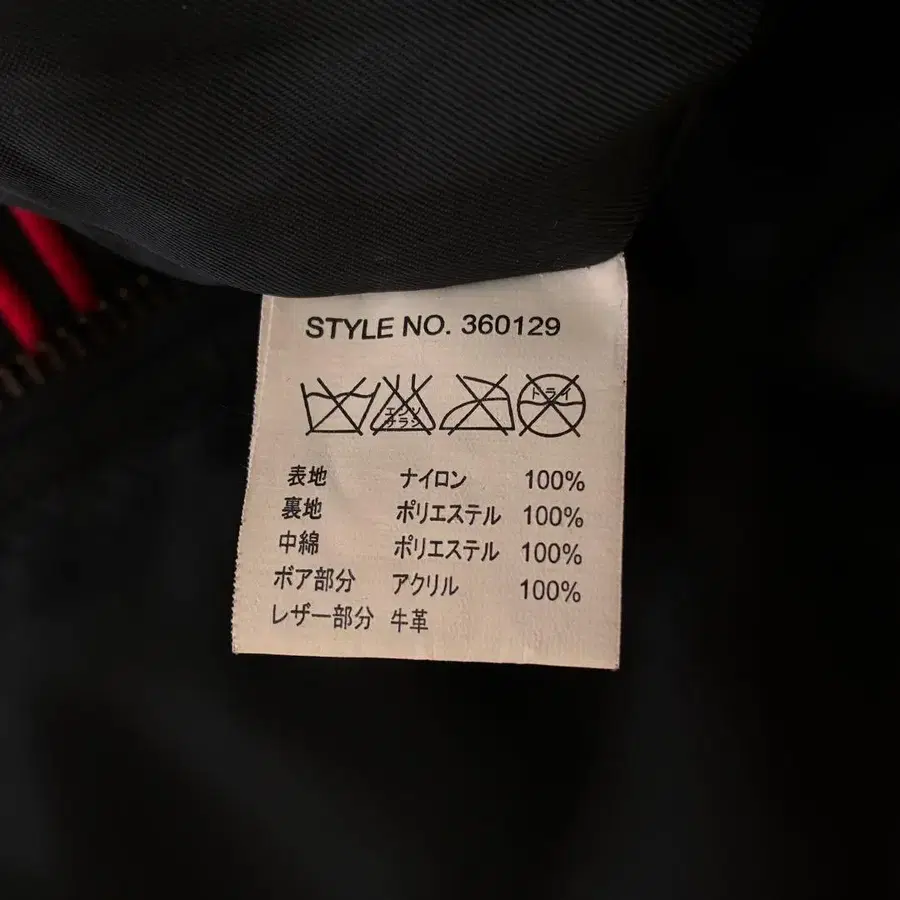 STYLE NO. 360129
エンソ
チラシ
ドライ
表地 ナイロン 100%
裏地 ポリエステル 100%
中綿 ポリエステル 100%
ボア部分 アクリル 100%
レザー部分 牛革